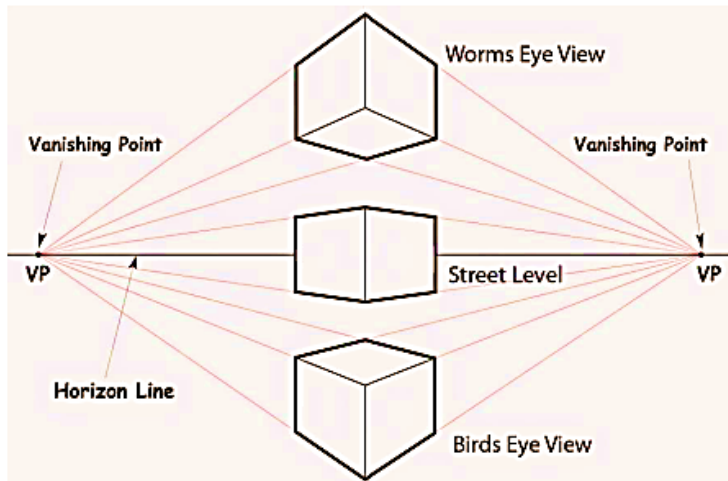 Worms Eye View
Vanishing Point
Vanishing Point
VP
Street Level
VP
Horizon Line
Birds Eye View